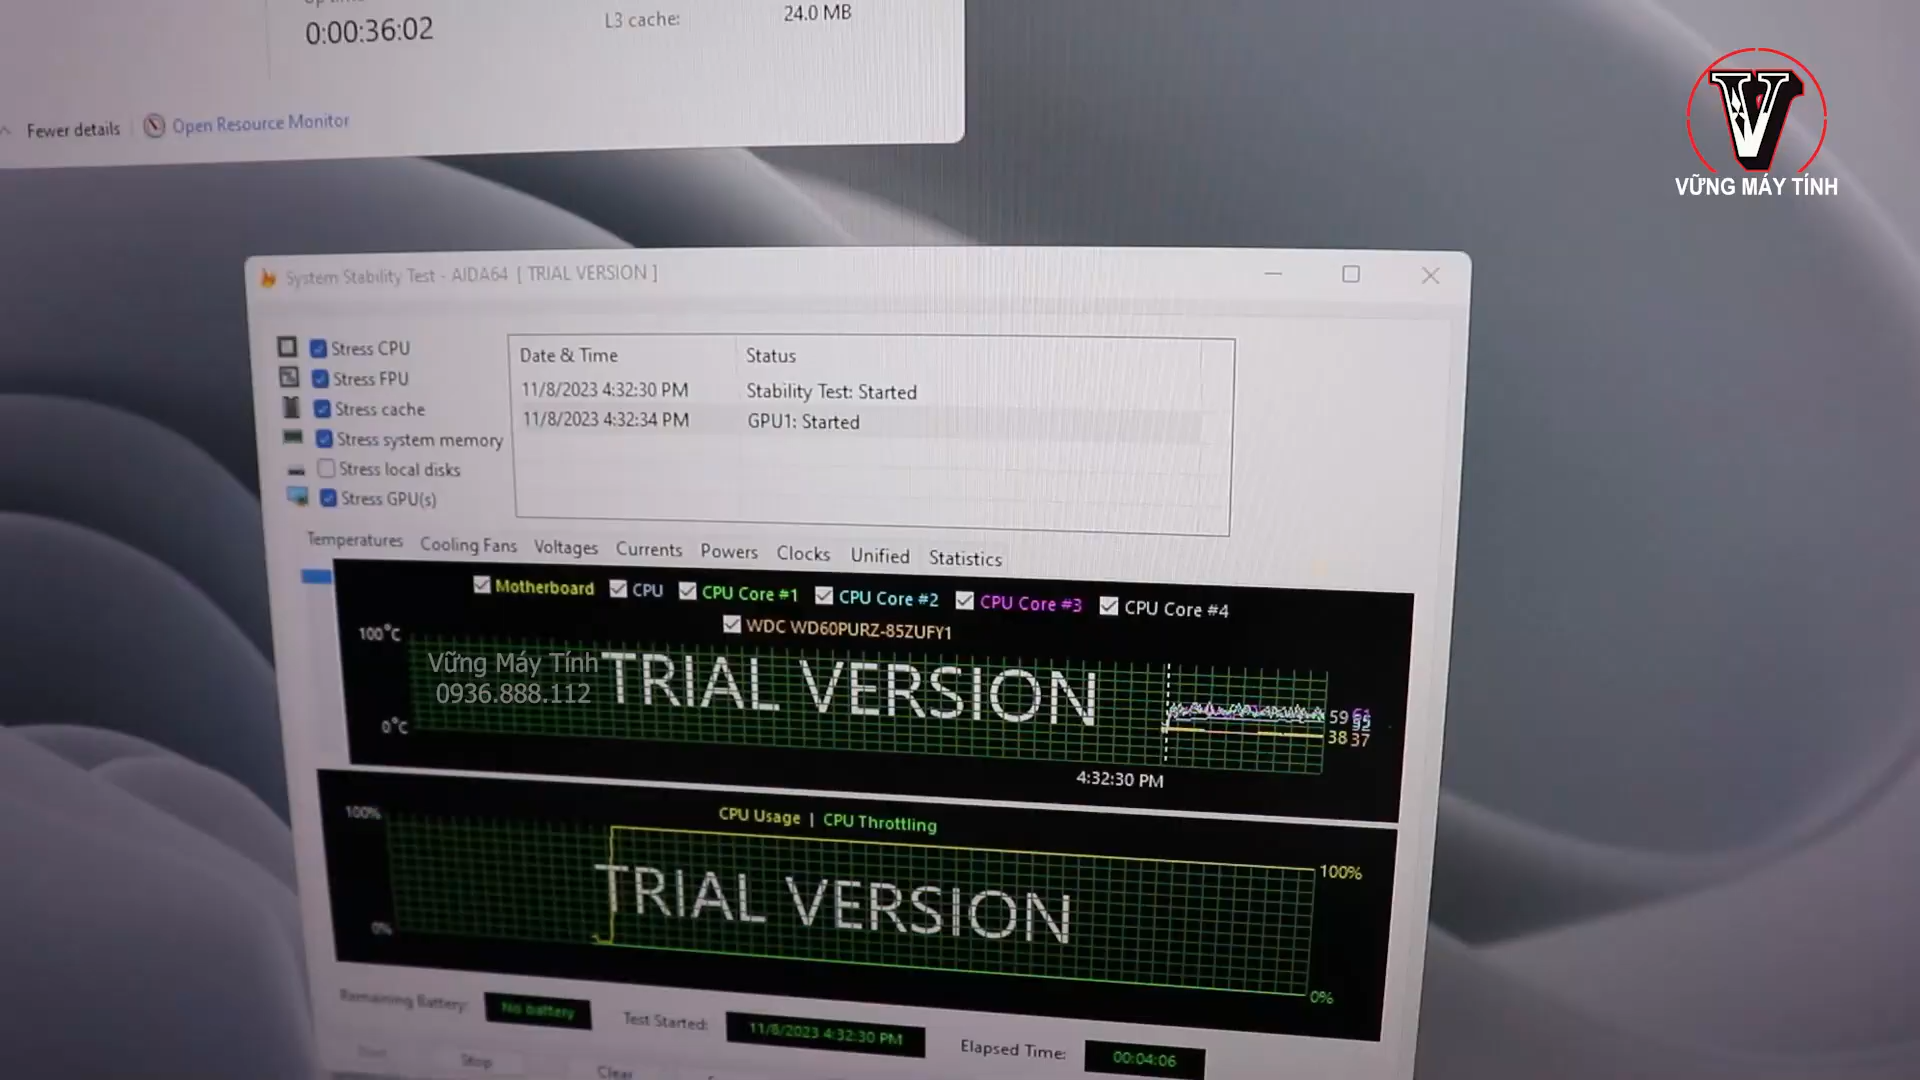 0:00:36:02
L3 cache: 24.0 MB
Fewer details
Open Resource Monitor
VỮNG MÁY TÍNH
System Stability Test - AIDA64 [ TRIAL VERSION ]
Stress CPU
Stress FPU
Stress cache
Stress system memory
Stress local disks
Stress GPU(s)
Date & Time Status
11/8/2023 4:32:30 PM Stability Test: Started
11/8/2023 4:32:34 PM GPU1: Started
Temperatures Cooling Fans Voltages Currents Powers Clocks Unified Statistics
Motherboard CPU CPU Core #1 CPU Core #2 CPU Core #3 CPU Core #4
WDC WD60PURZ-85ZUFY1
100°C
Vững Máy Tính
0936.888.112
TRIAL VERSION
59
0°C
38 37
4:32:30 PM
CPU Usage | CPU Throttling
100%
100%
TRIAL VERSION
0%
0%
Remaining Battery: No battery
Test Started: 11/8/2023 4:32:30 PM
Elapsed Time: 00:04:06
Start
Stop
Clear